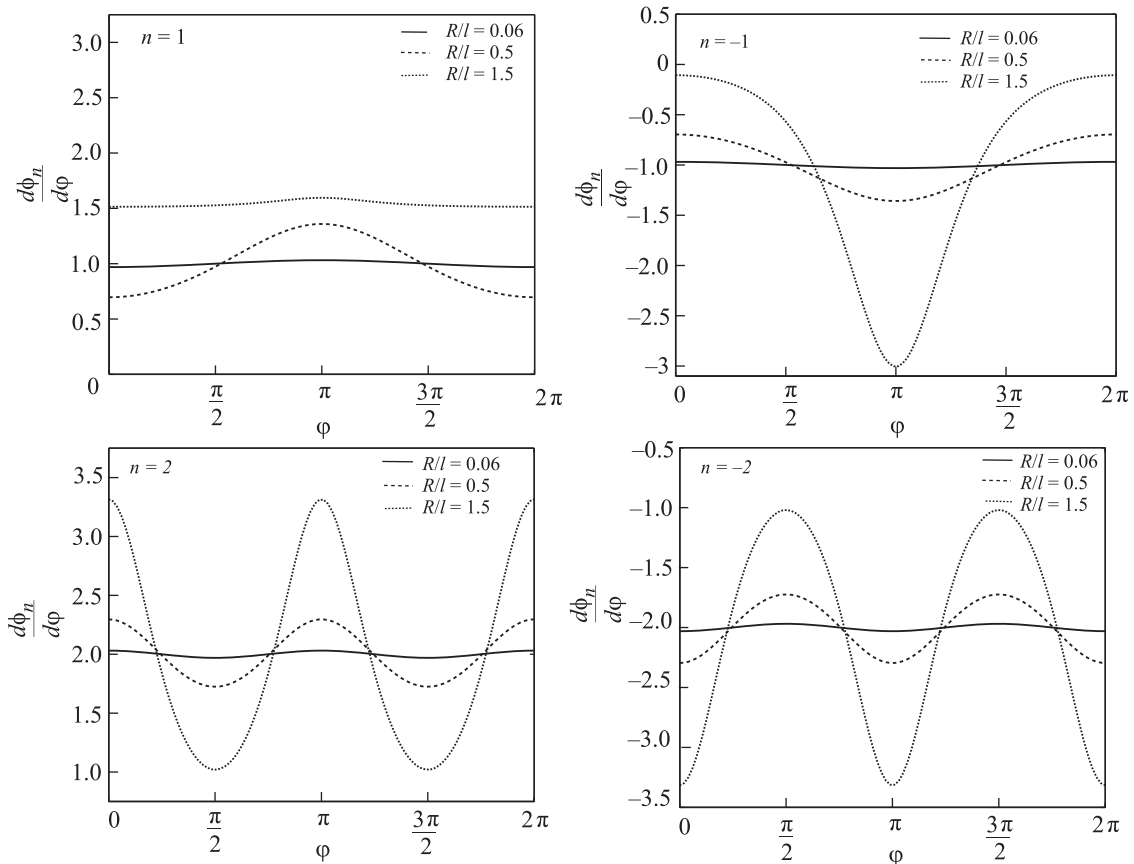 n = 1
R/l = 0.06
R/l = 0.5
R/l = 1.5
3.0
2.5
2.0
1.5
1.0
0.5
0
dϕn
dφ
π
2
π
3π
2
2π
φ
n = –1
R/l = 0.06
R/l = 0.5
R/l = 1.5
0.5
0
–0.5
–1.0
–1.5
–2.0
–2.5
–3
dϕn
dφ
0
π
2
π
3π
2
2π
φ
n = 2
R/l = 0.06
R/l = 0.5
R/l = 1.5
3.5
3.0
2.5
2.0
1.5
1.0
dϕn
dφ
0
π
2
π
3π
2
2π
φ
n = –2
R/l = 0.06
R/l = 0.5
R/l = 1.5
–0.5
–1.0
–1.5
–2.0
–2.5
–3.0
–3.5
dϕn
dφ
0
π
2
π
3π
2
2π
φ